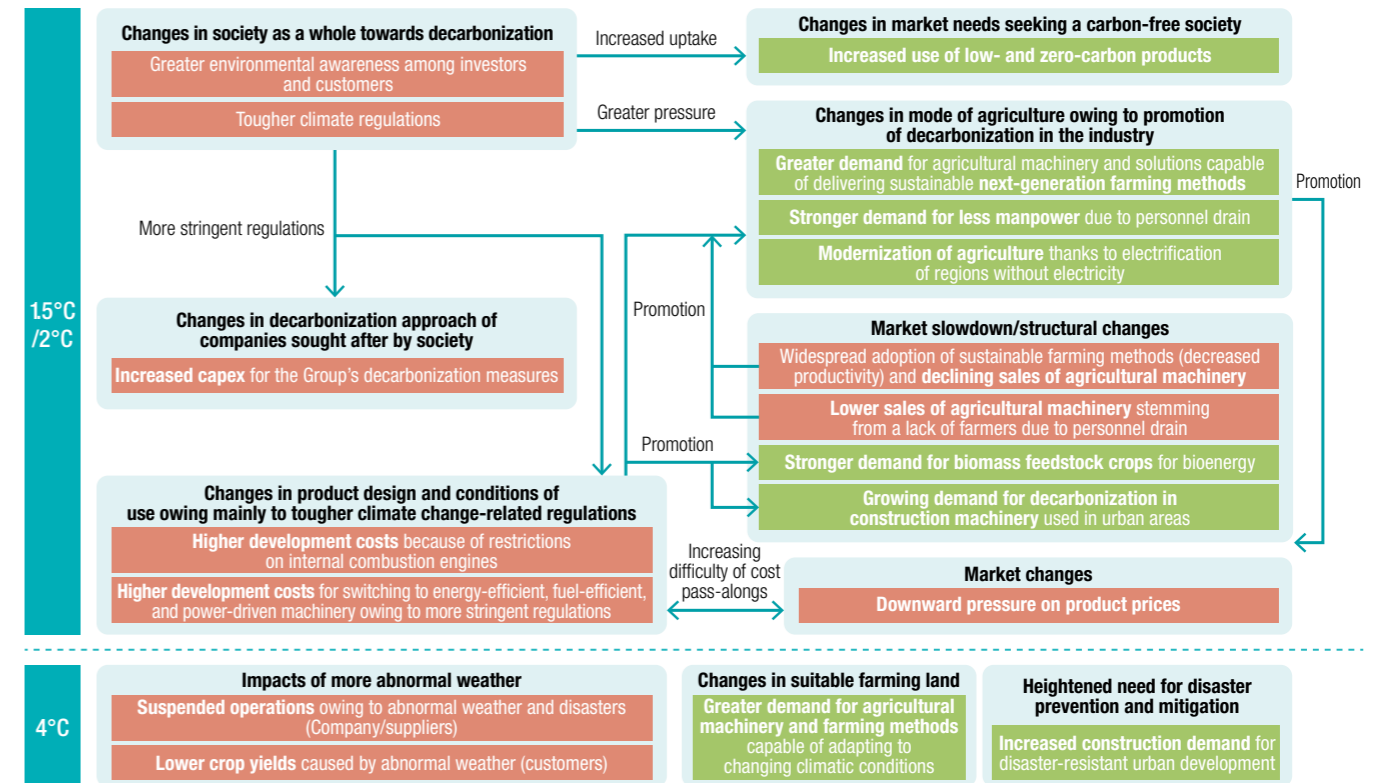 1.5°C
/2°C
Changes in society as a whole towards decarbonization
Greater environmental awareness among investors
and customers
Tougher climate regulations
Increased uptake
Greater pressure
Changes in market needs seeking a carbon-free society
Increased use of low- and zero-carbon products
Changes in mode of agriculture owing to promotion
of decarbonization in the industry
Greater demand for agricultural machinery and solutions capable
of delivering sustainable next-generation farming methods
Stronger demand for less manpower due to personnel drain
Modernization of agriculture thanks to electrification
of regions without electricity
Promotion
More stringent regulations
Changes in decarbonization approach of
companies sought after by society
Increased capex for the Group's decarbonization measures
Promotion
Market slowdown/structural changes
Widespread adoption of sustainable farming methods (decreased
productivity) and declining sales of agricultural machinery
Lower sales of agricultural machinery stemming
from a lack of farmers due to personnel drain
Stronger demand for biomass feedstock crops for bioenergy
Growing demand for decarbonization in
construction machinery used in urban areas
Promotion
Changes in product design and conditions of
use owing mainly to tougher climate change-related regulations
Higher development costs because of restrictions
on internal combustion engines
Higher development costs for switching to energy-efficient, fuel-efficient,
and power-driven machinery owing to more stringent regulations
Increasing
difficulty of cost
pass-alongs
Market changes
Downward pressure on product prices
4°C
Impacts of more abnormal weather
Suspended operations owing to abnormal weather and disasters
(Company/suppliers)
Lower crop yields caused by abnormal weather (customers)
Changes in suitable farming land
Greater demand for agricultural
machinery and farming methods
capable of adapting to
changing climatic conditions
Heightened need for disaster
prevention and mitigation
Increased construction demand for
disaster-resistant urban development